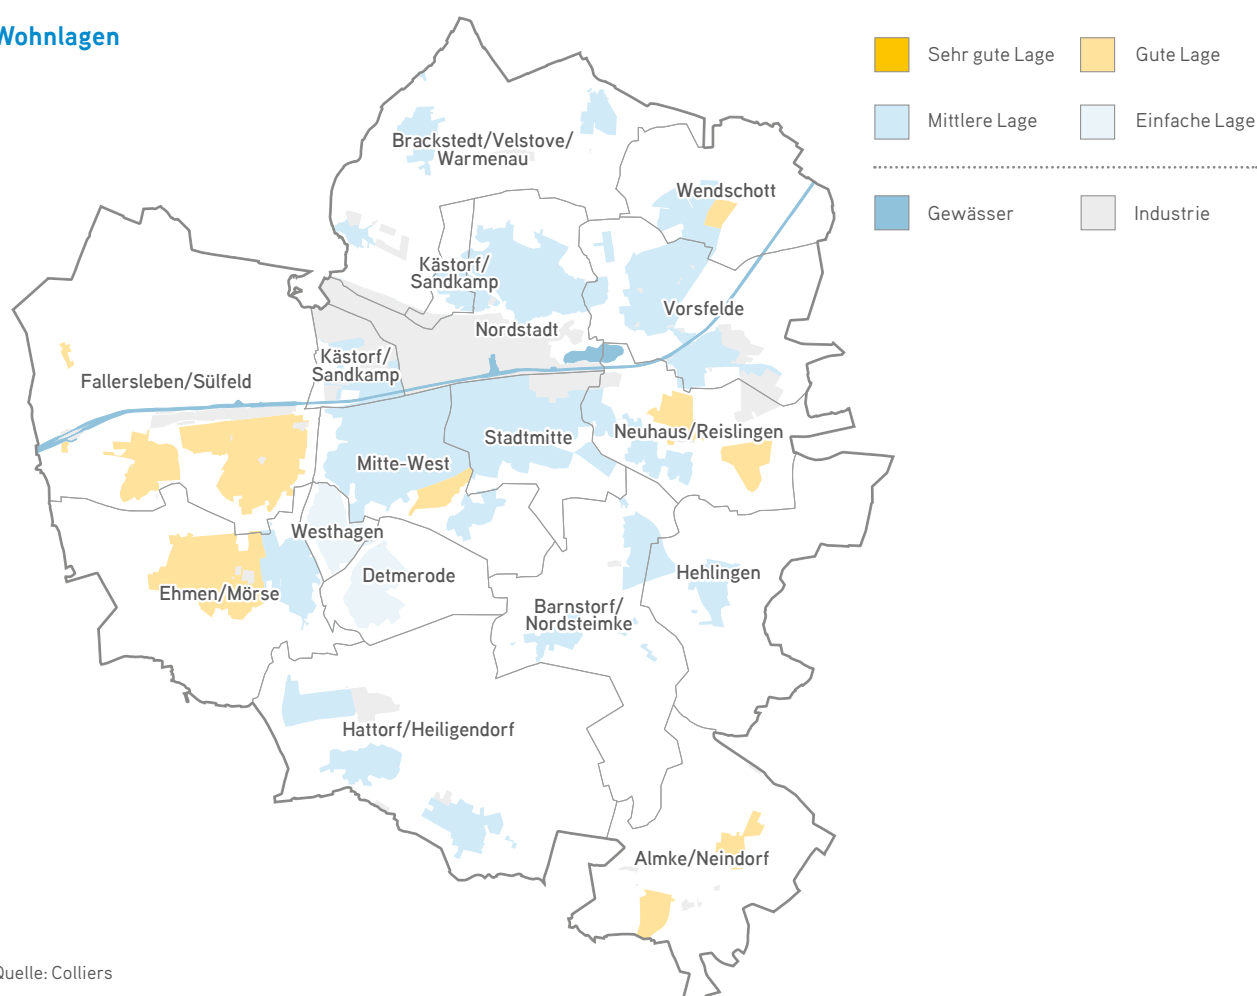 Wohnlagen
Sehr gute Lage
Gute Lage
Mittlere Lage
Einfache Lage
Gewässer
Industrie
Brackstedt/Velstove/
Warmenau
Wendschott
Kästorf/
Sandkamp
Vorsfelde
Nordstadt
Kästorf/
Sandkamp
Fallersleben/Sülfeld
Stadtmitte
Neuhaus/Reislingen
Mitte-West
Westhagen
Detmerode
Hehlingen
Ehmen/Mörse
Barnstorf/
Nordsteimke
Hattorf/Heiligendorf
Almke/Neindorf
Quelle: Colliers